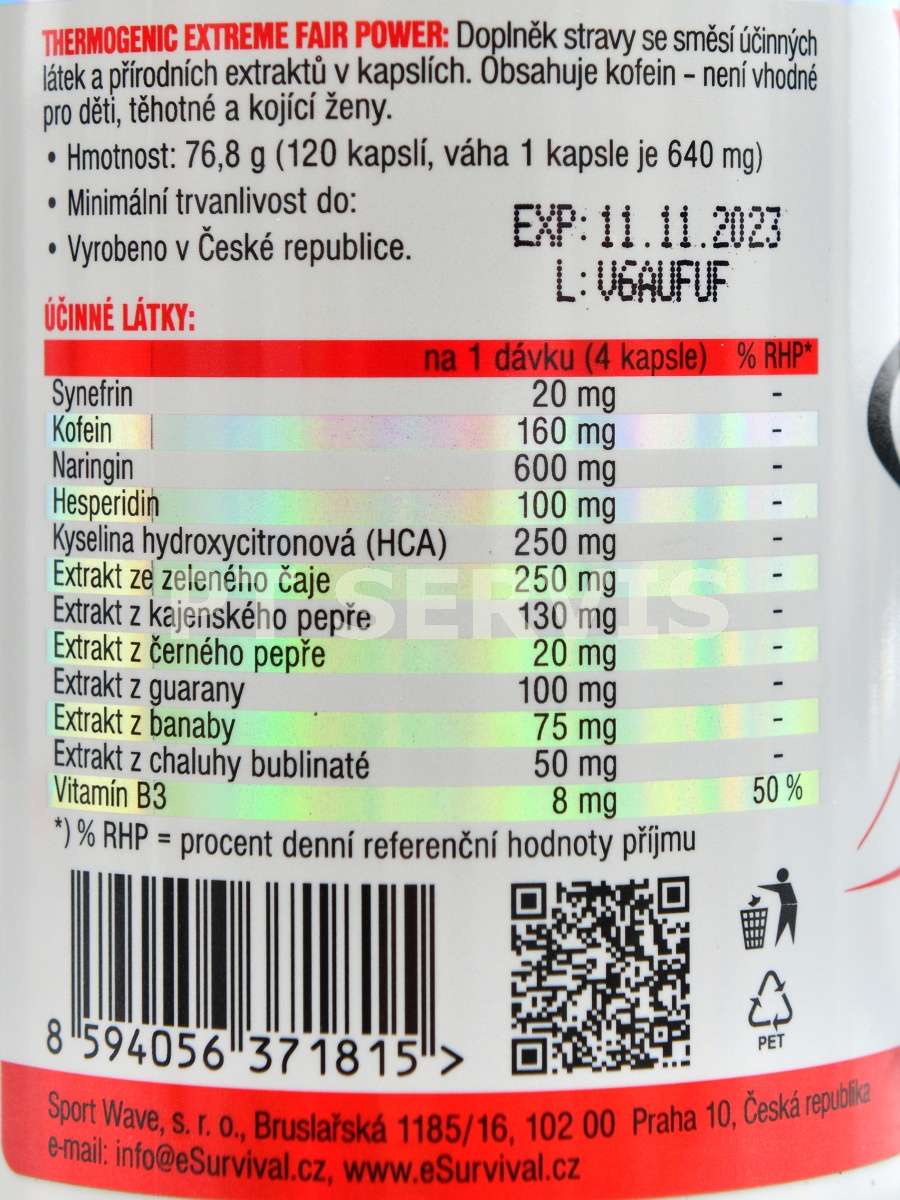 THERMOGENIC EXTREME FAIR POWER: Doplněk stravy se směsí účinných
látek a přírodních extraktů v kapslích. Obsahuje kofein – není vhodné
pro děti, těhotné a kojící ženy.
• Hmotnost: 76,8 g (120 kapslí, váha 1 kapsle je 640 mg)
• Minimální trvanlivost do:
EXP: 11.11.2023
• Vyrobeno v České republice.
L: V6AUFUF
ÚČINNÉ LÁTKY:
na 1 dávku (4 kapsle) % RHP*
Synefrin 20 mg -
Kofein 160 mg -
Naringin 600 mg -
Hesperidin 100 mg -
Kyselina hydroxycitronová (HCA) 250 mg -
Extrakt ze zeleného čaje 250 mg -
Extrakt z kajenského pepře 130 mg -
Extrakt z černého pepře 20 mg -
Extrakt z guarany 100 mg -
Extrakt z banaby 75 mg -
Extrakt z chaluhy bublinaté 50 mg -
Vitamín B3 8 mg 50 %
*) % RHP = procent denní referenční hodnoty příjmu
8 594056 371815 >
PET
Sport Wave, s. r. o., Bruslařská 1185/16, 102 00 Praha 10, Česká republika
e-mail: info@eSurvival.cz, www.eSurvival.cz